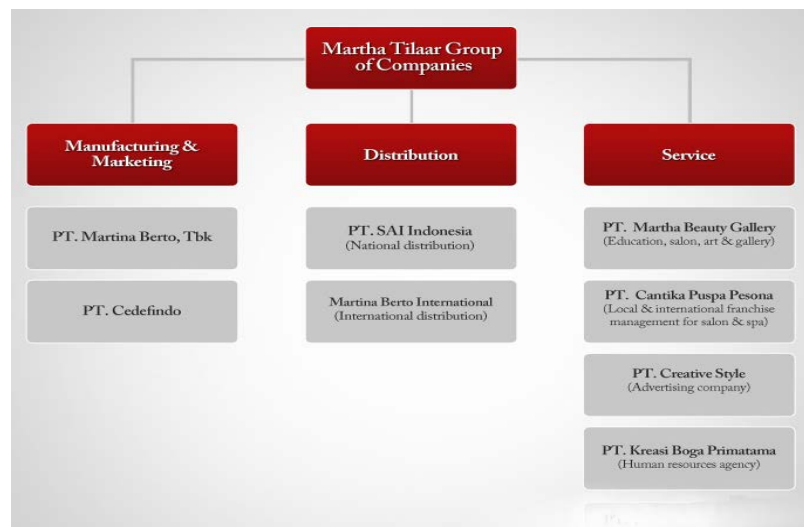 Martha Tilaar Group
of Companies
Manufacturing &
Marketing
Distribution
Service
PT. Martina Berto, Tbk
PT. Cedefindo
PT. SAI Indonesia
(National distribution)
Martina Berto International
(International distribution)
PT. Martha Beauty Gallery
(Education, salon, art & gallery)
PT. Cantika Puspa Pesona
(Local & international franchise
management for salon & spa)
PT. Creative Style
(Advertising company)
PT. Kreasi Boga Primatama
(Human resources agency)